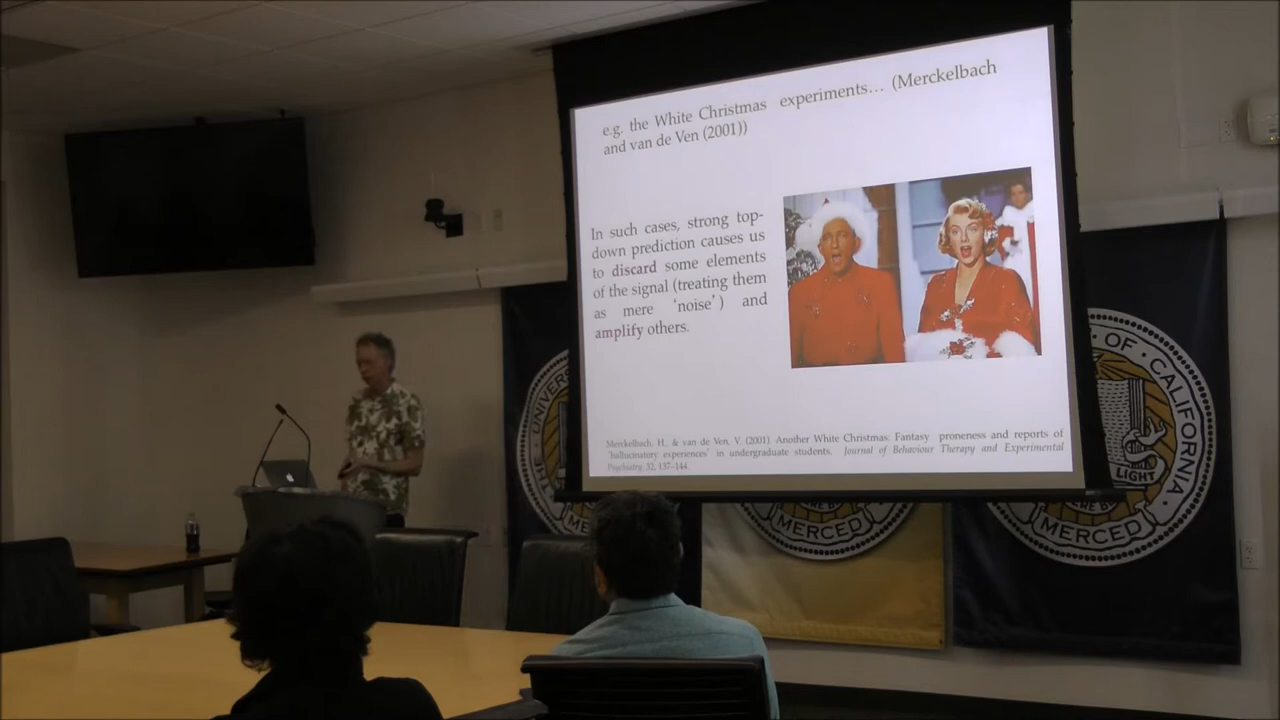 e.g. the White Christmas experiments… (Merckelbach
and van de Ven (2001))
In such cases, strong top-
down prediction causes us
to discard some elements
of the signal (treating them
as mere 'noise') and
amplify others.
Merckelbach, H., & van de Ven, V. (2001). Another White Christmas: Fantasy proneness and reports of
'hallucinatory experiences' in undergraduate students. Journal of Behaviour Therapy and Experimental
Psychiatry, 32, 137–144.
THE UNIVER
ME
MERCED
OF CALIFORNIA
LIGHT
MERCED